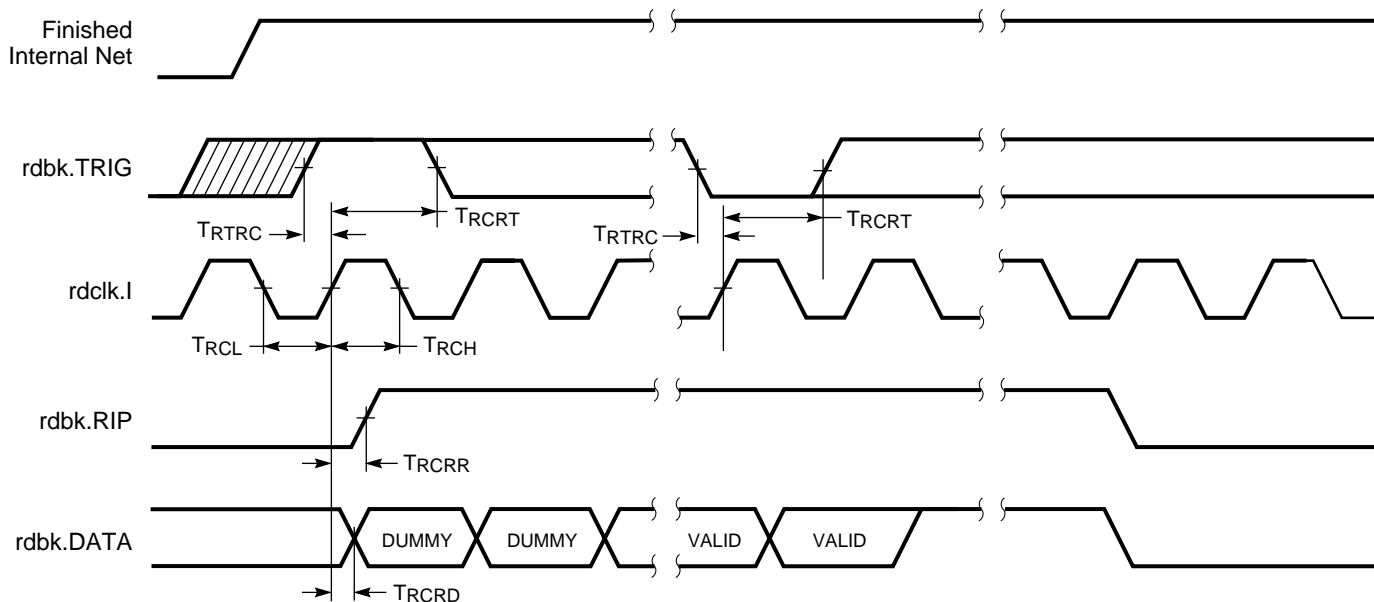 Finished
Internal Net
rdbk.TRIG
TRTRC
TRCRT
TRTRC
TRCRT
rdclk.I
TRCL
TRCH
rdbk.RIP
TRCRR
rdbk.DATA
DUMMY
DUMMY
VALID
VALID
TRCRD